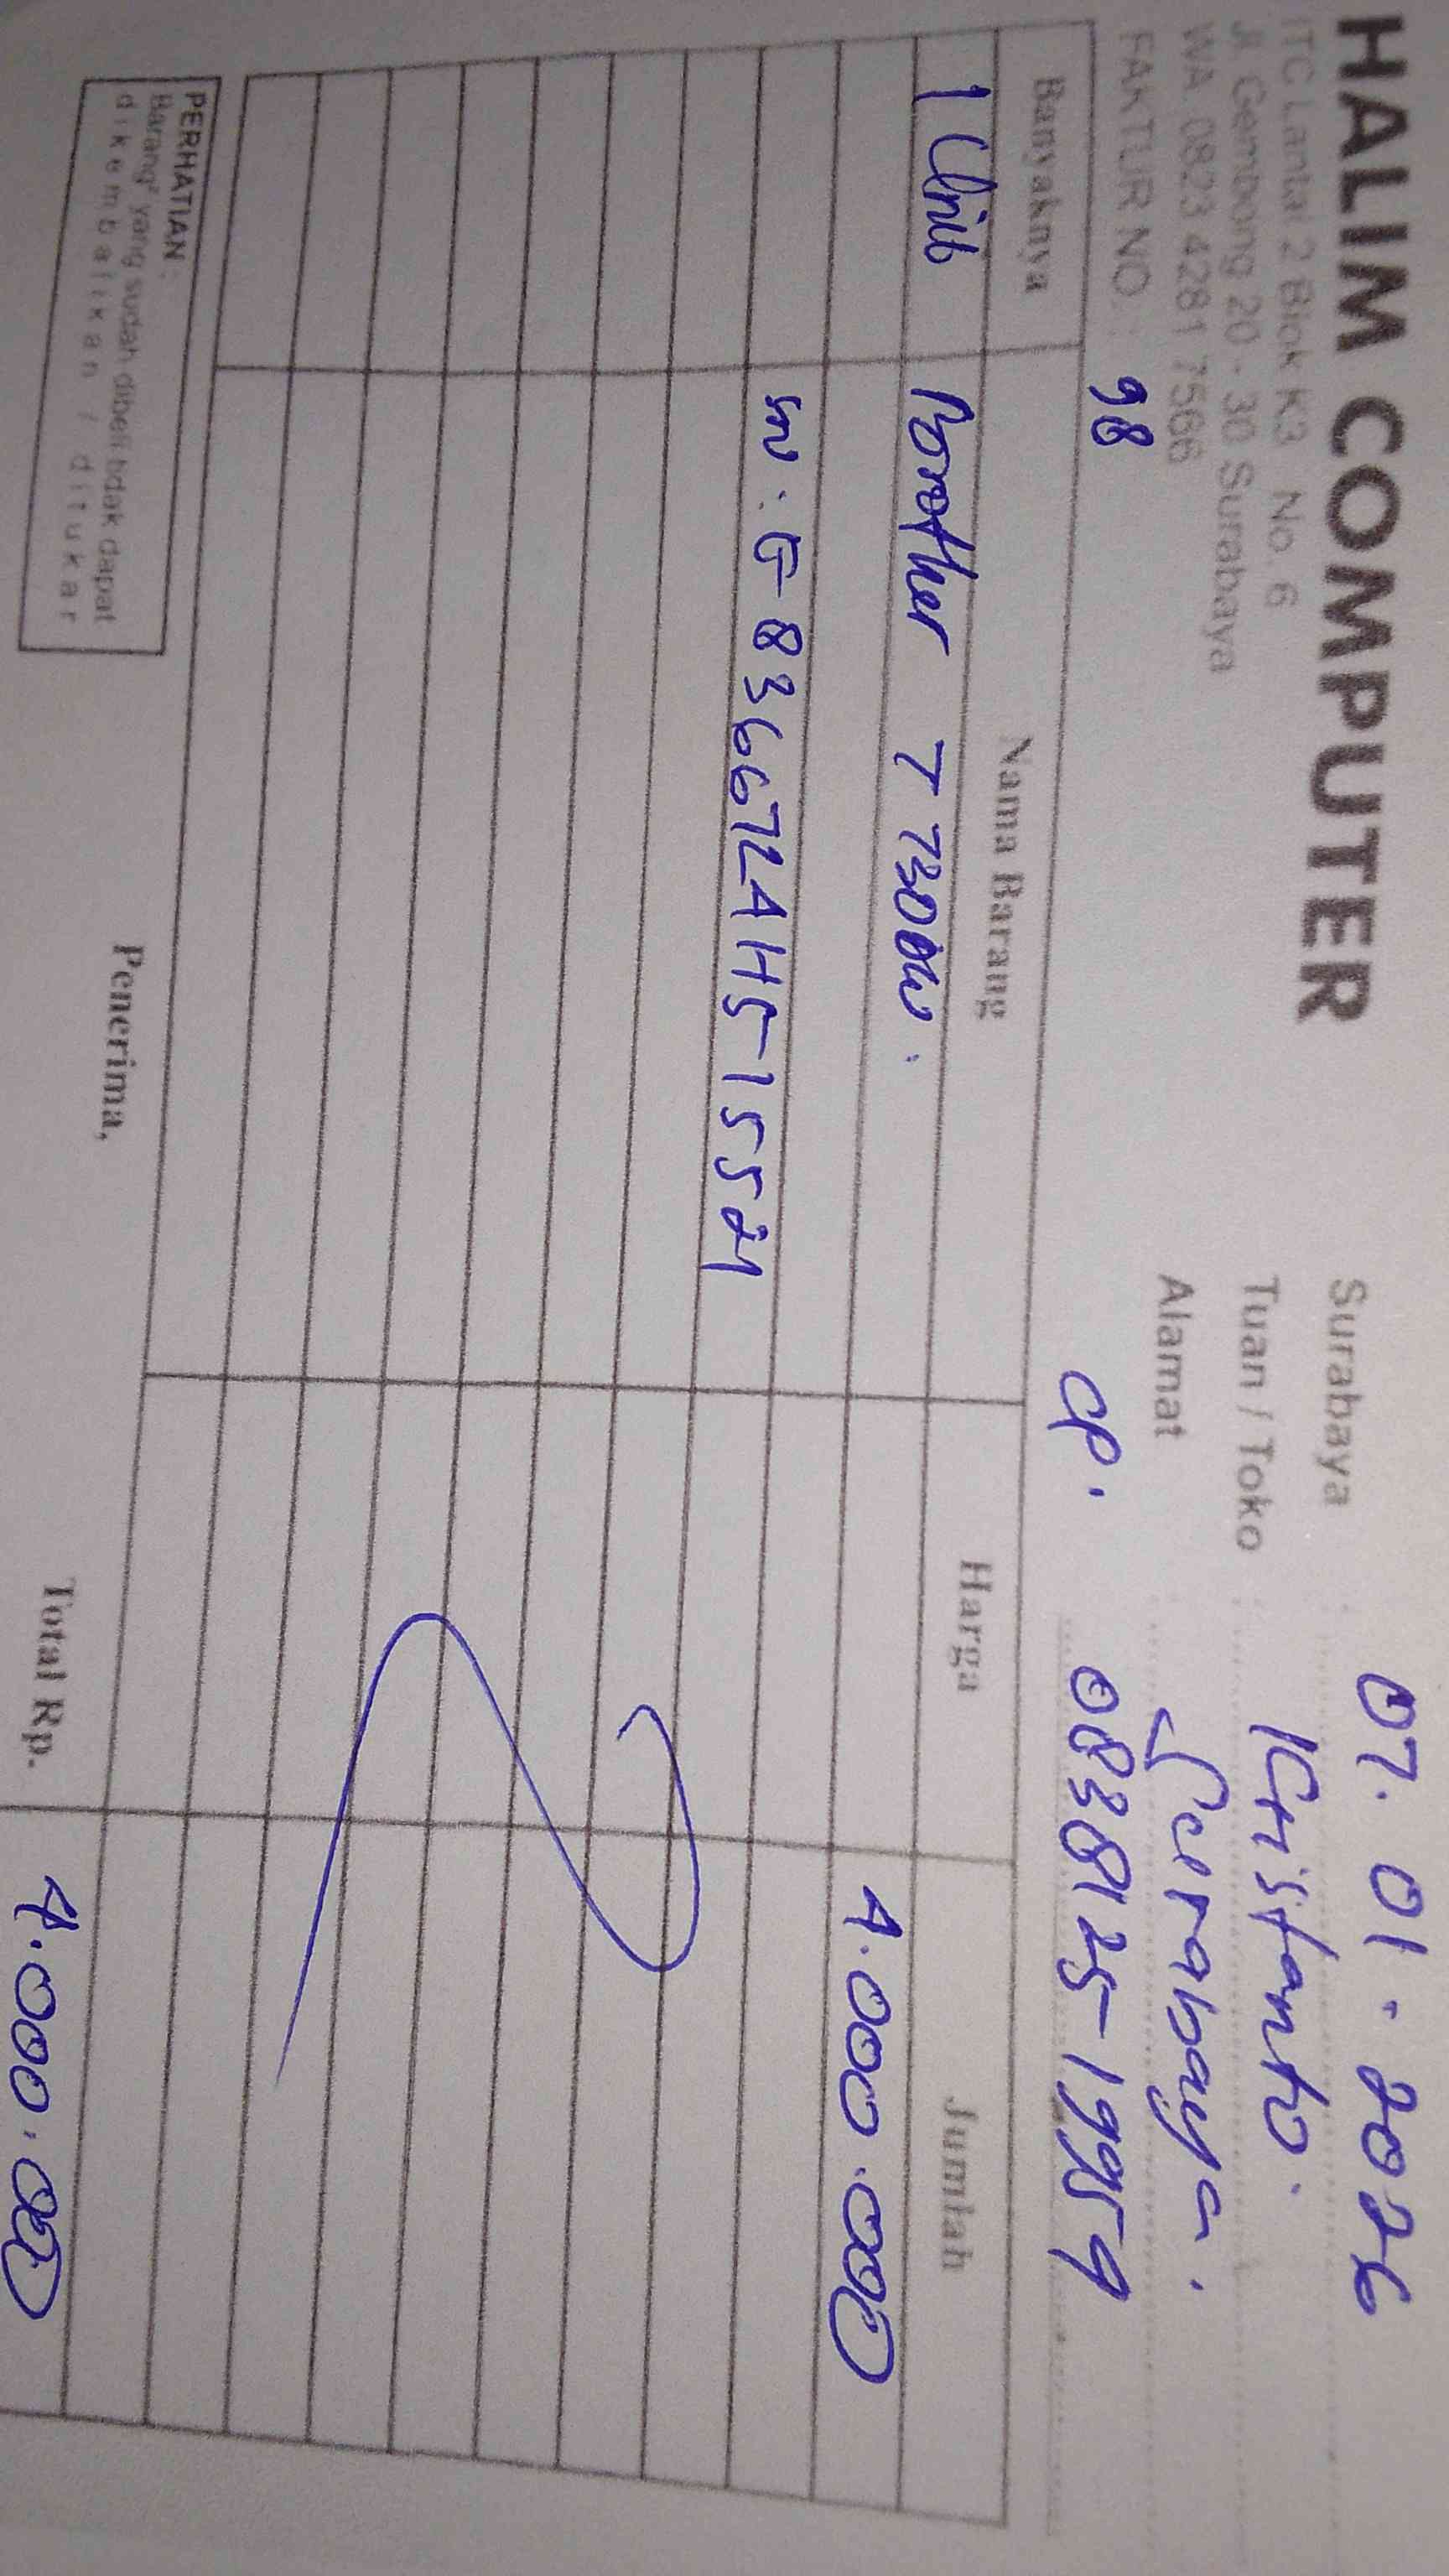 HALIM COMPUTER
ITC Lantai 2 Blok K3 No. 6
Jl. Gembong 20 - 30 Surabaya
WA. 0823 4281 7566
FAKTUR NO. : 98
Surabaya : 07. 01. 2026
Tuan / Toko : Kristanto.
Alamat : Surabaya.
CP.
Banyaknya Nama Barang Harga Jumlah
1 Unit Brother T 730DW. 4.000.000
SN :
PERHATIAN :
Barang² yang sudah dibeli tidak dapat
dikembalikan / ditukar
Penerima,
Total Rp. 4.000.000